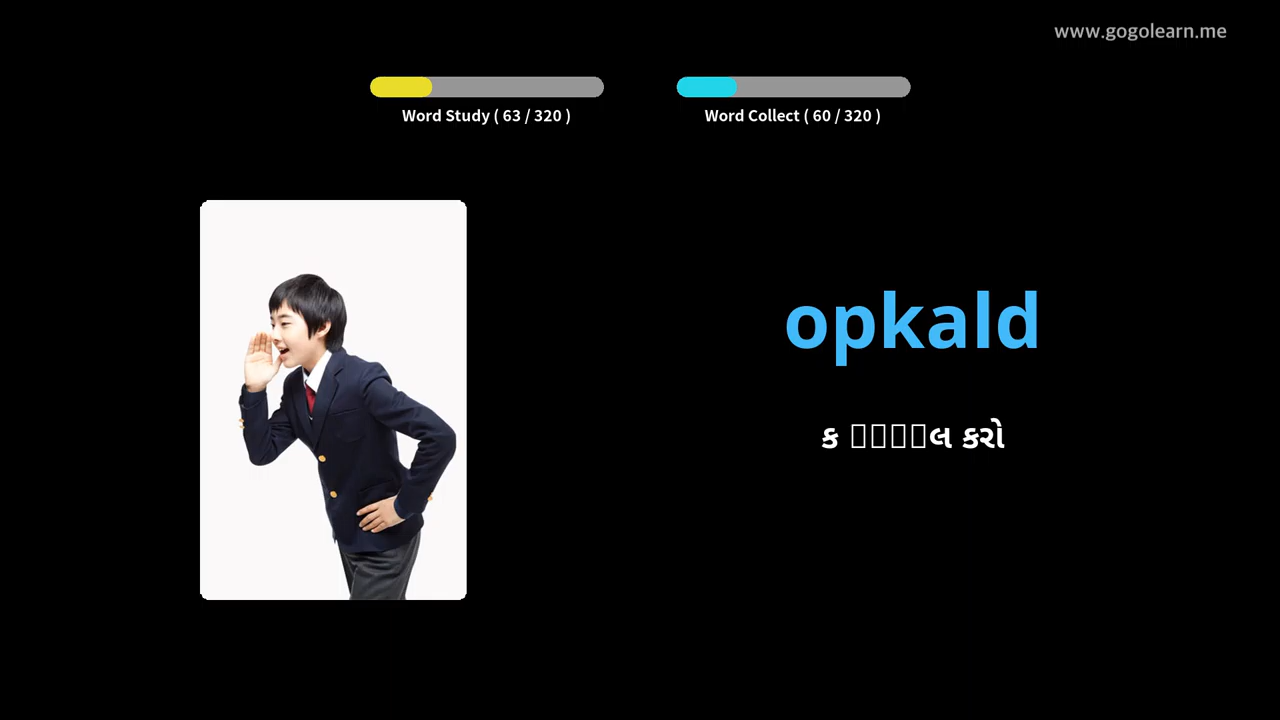 www.gogolearn.me
Word Study ( 63 / 320 )
Word Collect ( 60 / 320 )
opkald
ક □□□□લ કરો